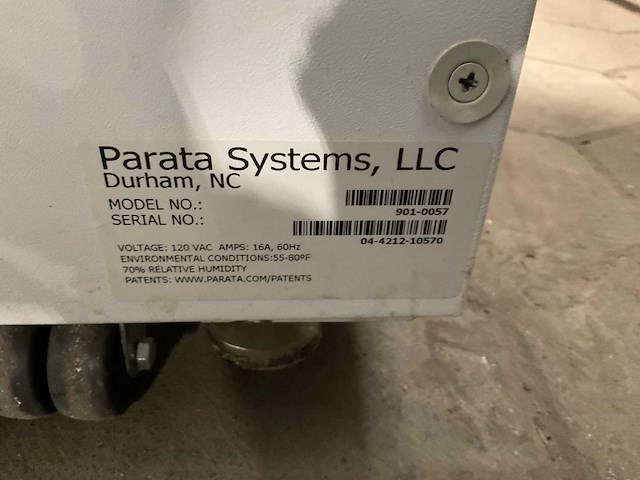 Parata Systems, LLC
Durham, NC
MODEL NO.:
901-0057
SERIAL NO.:
04-4212-10570
VOLTAGE: 120 VAC AMPS: 16A, 60Hz
ENVIRONMENTAL CONDITIONS:55-80ºF
70% RELATIVE HUMIDITY
PATENTS: WWW.PARATA.COM/PATENTS